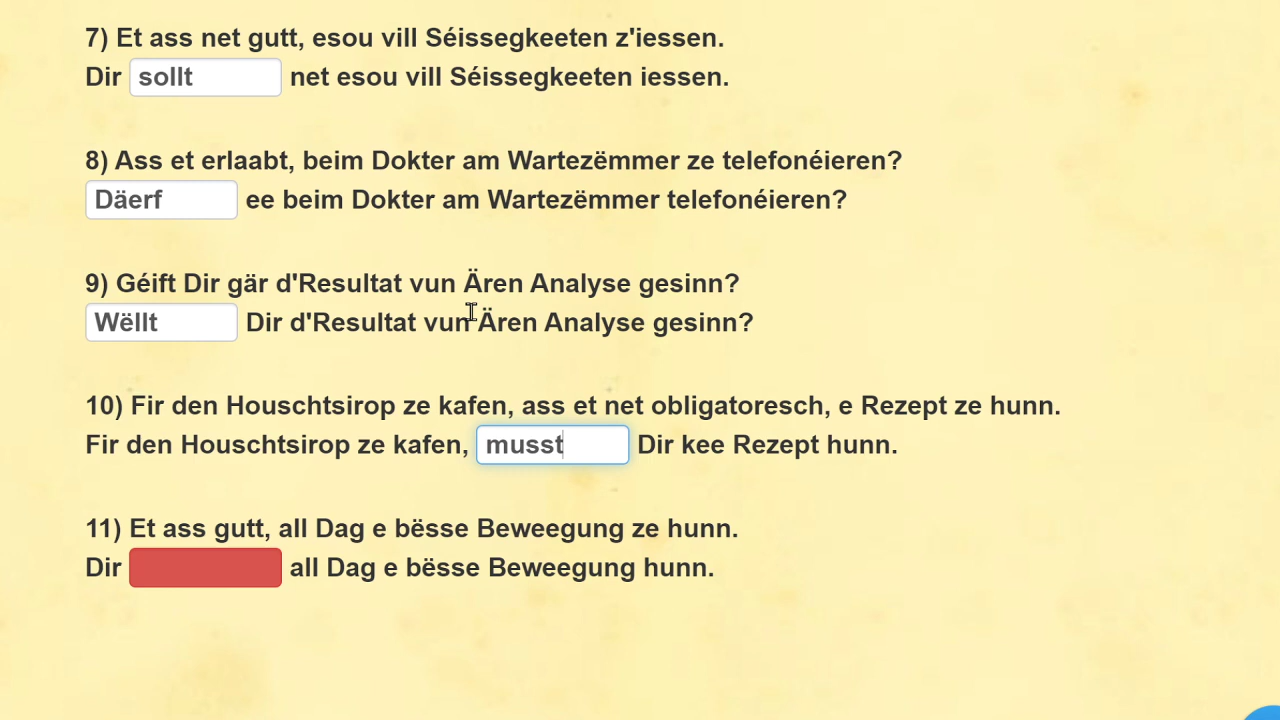 7) Et ass net gutt, esou vill Séissegkeeten z'iessen.
Dir sollt net esou vill Séissegkeeten iessen.
8) Ass et erlaabt, beim Dokter am Wartezëmmer ze telefonéieren?
Däerf ee beim Dokter am Wartezëmmer telefonéieren?
9) Géift Dir gär d'Resultat vun Ären Analyse gesinn?
Wëllt Dir d'Resultat vun Ären Analyse gesinn?
10) Fir den Houschtsirop ze kafen, ass et net obligatoresch, e Rezept ze hunn.
Fir den Houschtsirop ze kafen, musst Dir kee Rezept hunn.
11) Et ass gutt, all Dag e bësse Beweegung ze hunn.
Dir all Dag e bësse Beweegung hunn.